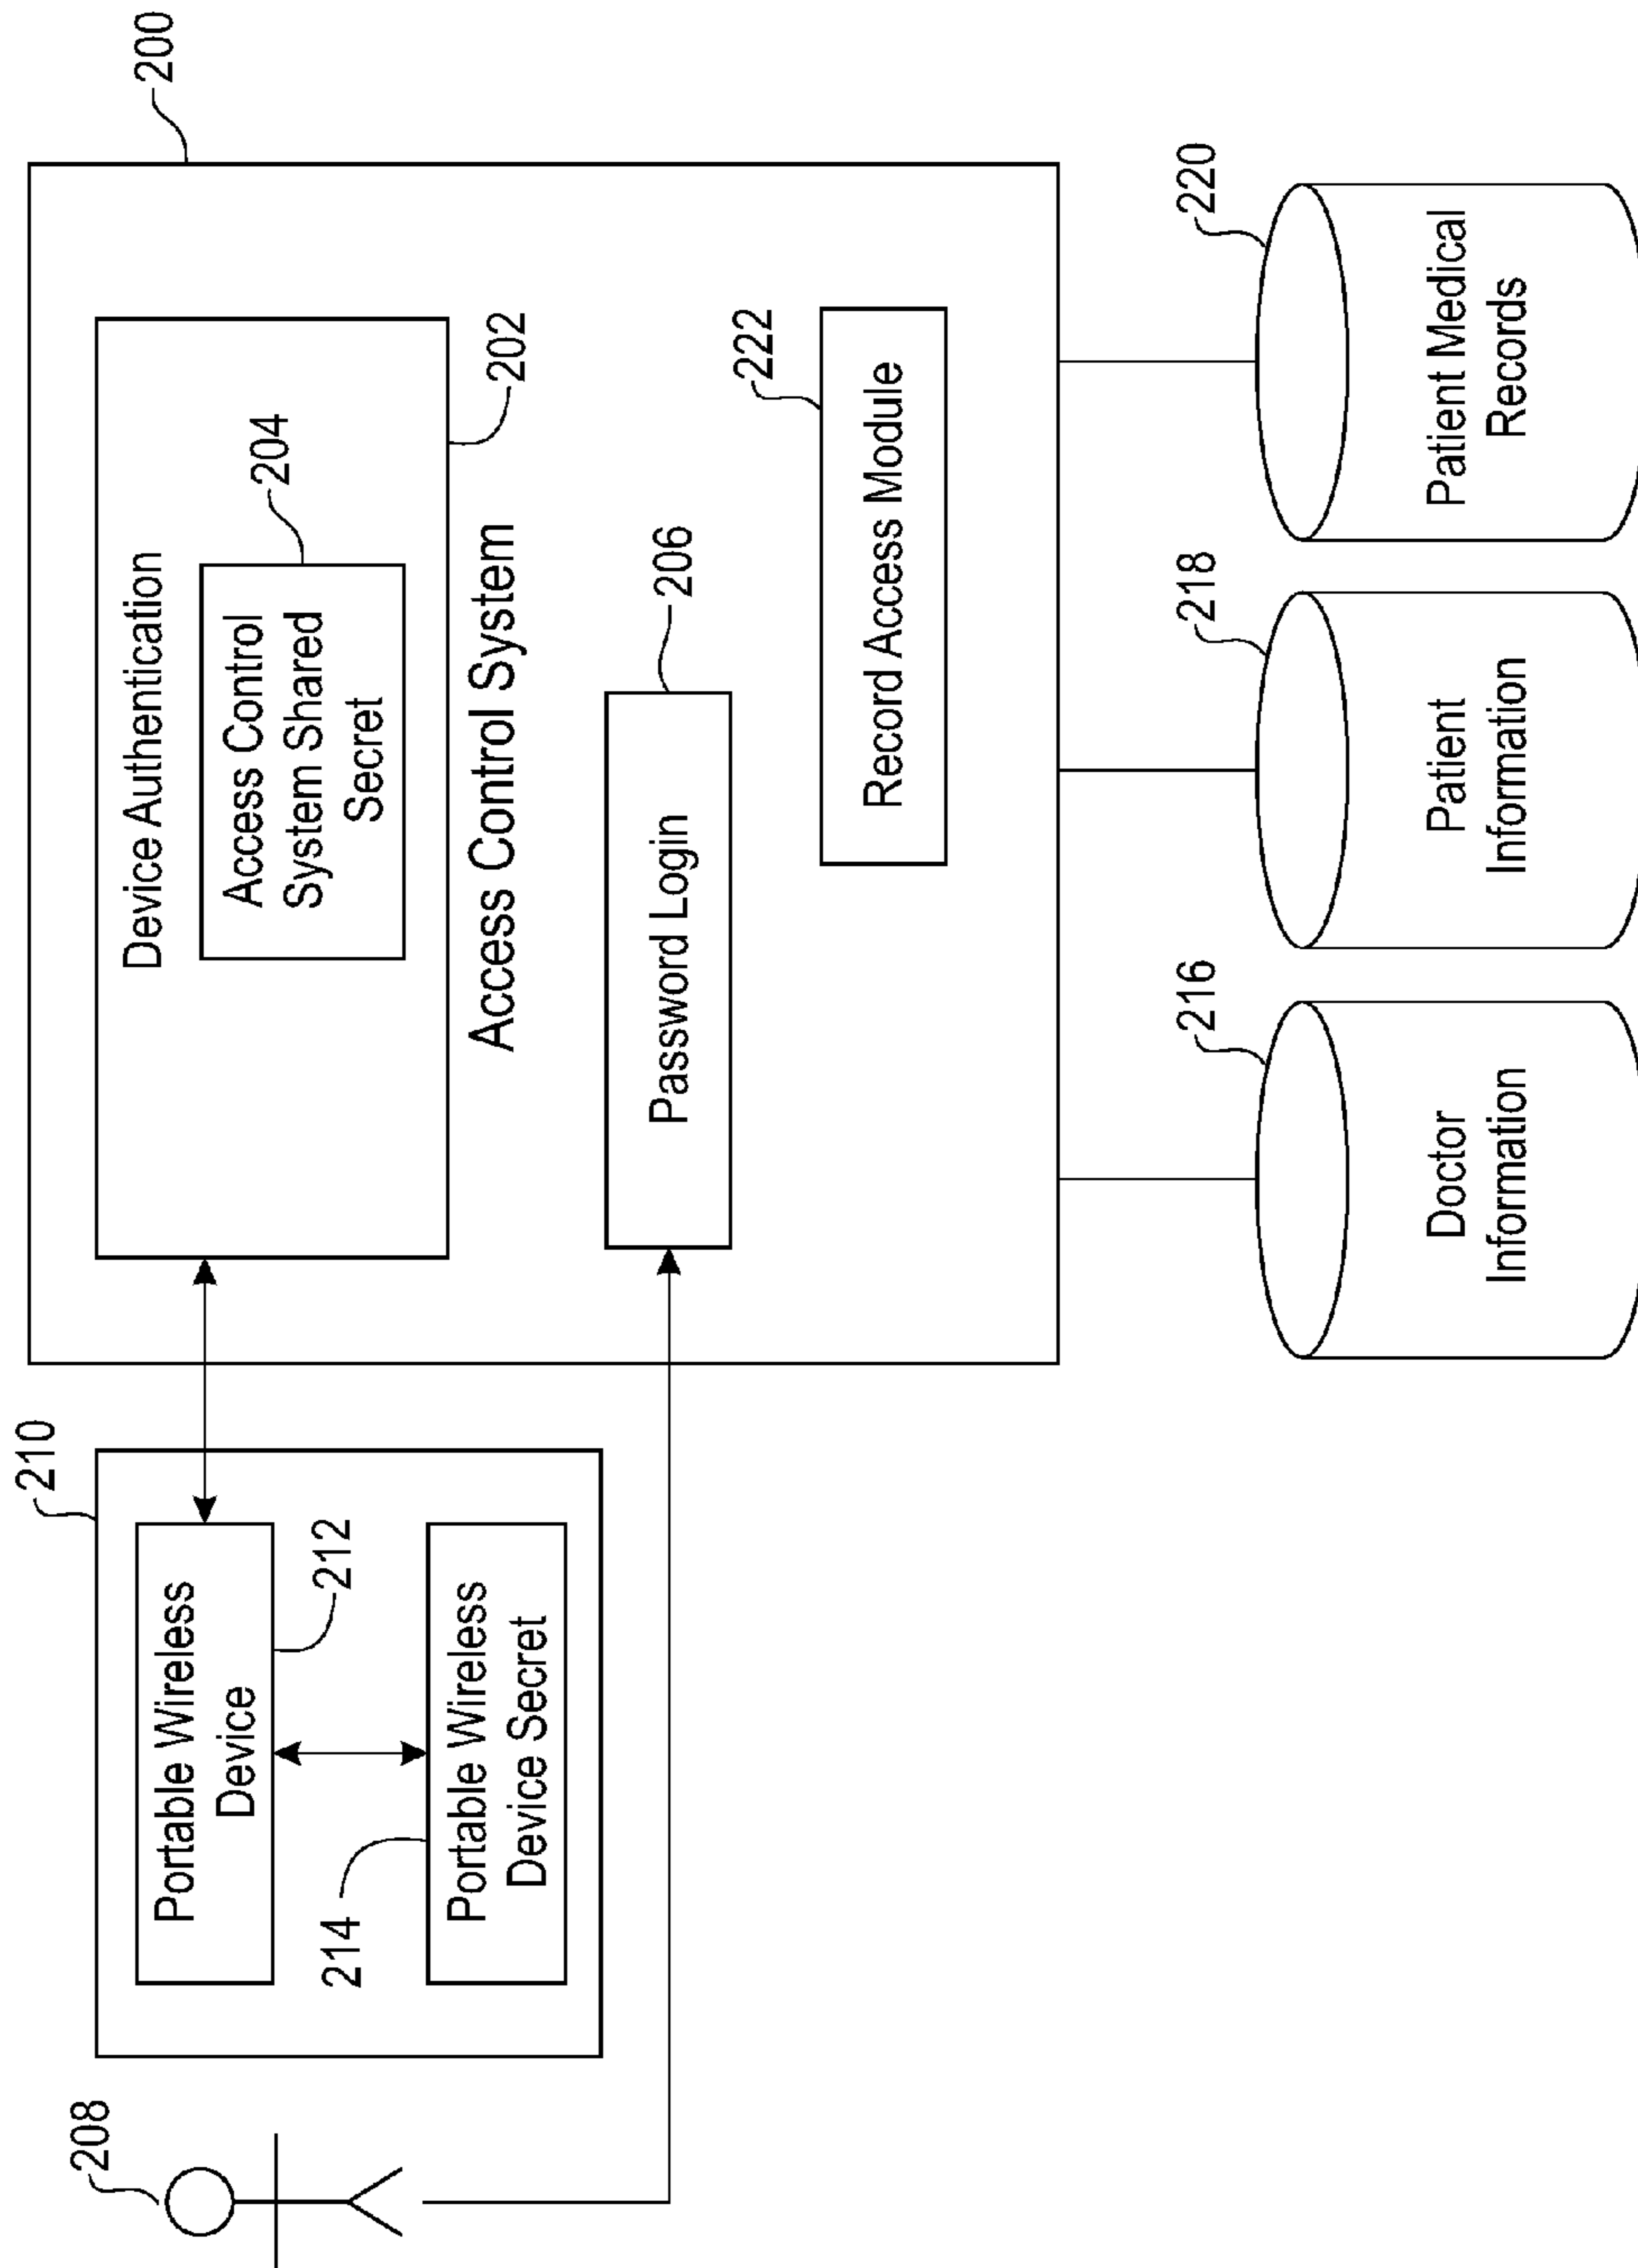 208
210
Portable Wireless
Device
212
214
Portable Wireless
Device Secret
200
Device Authentication
204
Access Control
System Shared
Secret
202
Access Control System
206
Password Login
222
Record Access Module
216
Doctor
Information
218
Patient
Information
220
Patient Medical
Records